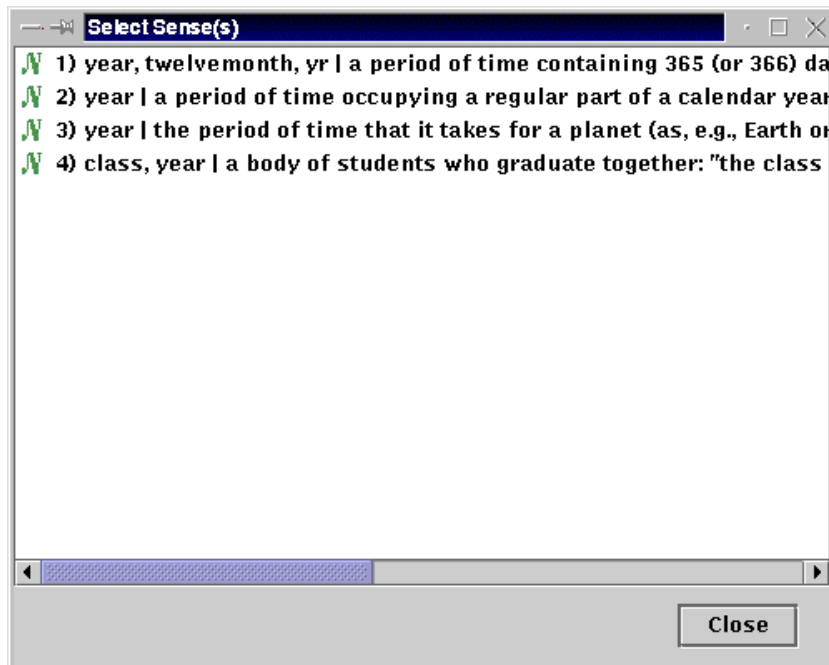 Select Sense(s)
N 1) year, twelvemonth, yr | a period of time containing 365 (or 366) da
N 2) year | a period of time occupying a regular part of a calendar year
N 3) year | the period of time that it takes for a planet (as, e.g., Earth or
N 4) class, year | a body of students who graduate together: "the class
Close